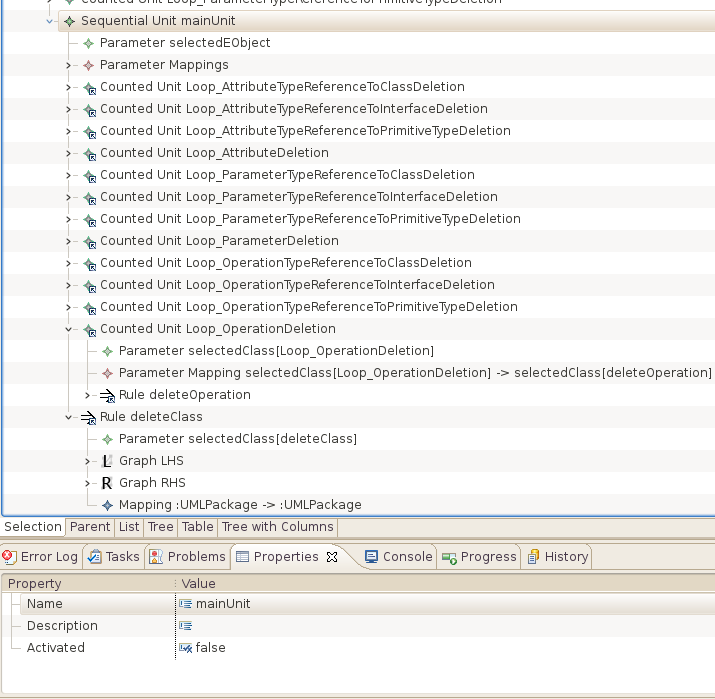 Counted Unit Loop_ParameterTypeReferenceToPrimitiveTypeDeletion
Sequential Unit mainUnit
Parameter selectedEObject
Parameter Mappings
Counted Unit Loop_AttributeTypeReferenceToClassDeletion
Counted Unit Loop_AttributeTypeReferenceToInterfaceDeletion
Counted Unit Loop_AttributeTypeReferenceToPrimitiveTypeDeletion
Counted Unit Loop_AttributeDeletion
Counted Unit Loop_ParameterTypeReferenceToClassDeletion
Counted Unit Loop_ParameterTypeReferenceToInterfaceDeletion
Counted Unit Loop_ParameterTypeReferenceToPrimitiveTypeDeletion
Counted Unit Loop_ParameterDeletion
Counted Unit Loop_OperationTypeReferenceToClassDeletion
Counted Unit Loop_OperationTypeReferenceToInterfaceDeletion
Counted Unit Loop_OperationTypeReferenceToPrimitiveTypeDeletion
Counted Unit Loop_OperationDeletion
Parameter selectedClass[Loop_OperationDeletion]
Parameter Mapping selectedClass[Loop_OperationDeletion] -> selectedClass[deleteOperation]
Rule deleteOperation
Rule deleteClass
Parameter selectedClass[deleteClass]
L Graph LHS
R Graph RHS
Mapping :UMLPackage -> :UMLPackage
Selection Parent List Tree Table Tree with Columns
Error Log Tasks Problems Properties Console Progress History
Property Value
Name mainUnit
Description
Activated false